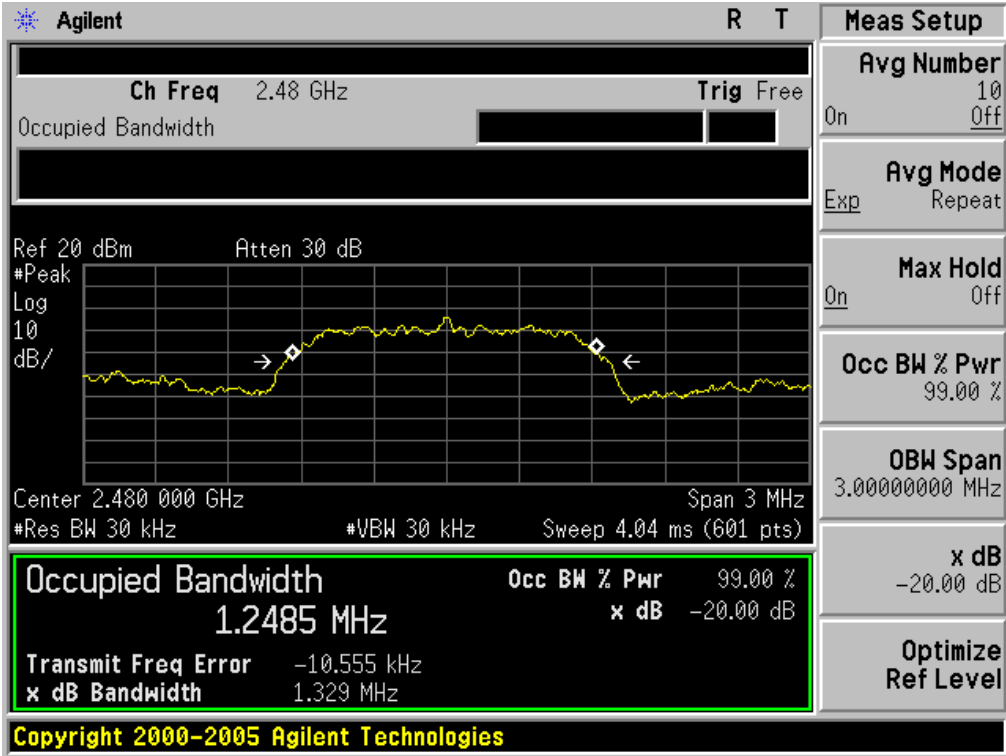 Agilent R T
Ch Freq 2.48 GHz Trig Free
Occupied Bandwidth
Ref 20 dBm Atten 30 dB
#Peak
Log
10
dB/
Center 2.480 000 GHz Span 3 MHz
#Res BW 30 kHz #VBW 30 kHz Sweep 4.04 ms (601 pts)
Occupied Bandwidth Occ BW % Pwr 99.00 %
1.2485 MHz x dB -20.00 dB
Transmit Freq Error -10.555 kHz
x dB Bandwidth 1.329 MHz
Copyright 2000-2005 Agilent Technologies
Meas Setup
Avg Number
10
On Off
Avg Mode
Exp Repeat
Max Hold
On Off
Occ BW % Pwr
99.00 %
OBW Span
3.00000000 MHz
x dB
-20.00 dB
Optimize
Ref Level